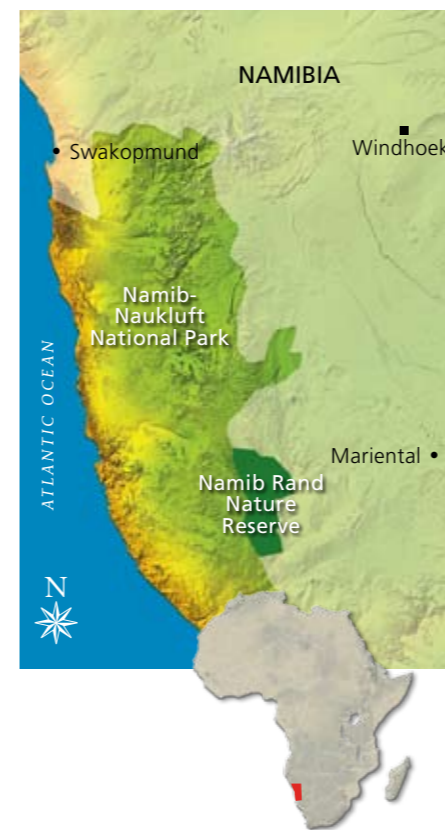 NAMIBIA
Swakopmund
Windhoek
Namib-
Naukluft
National Park
ATLANTIC OCEAN
Mariental
Namib Rand
Nature
Reserve
N